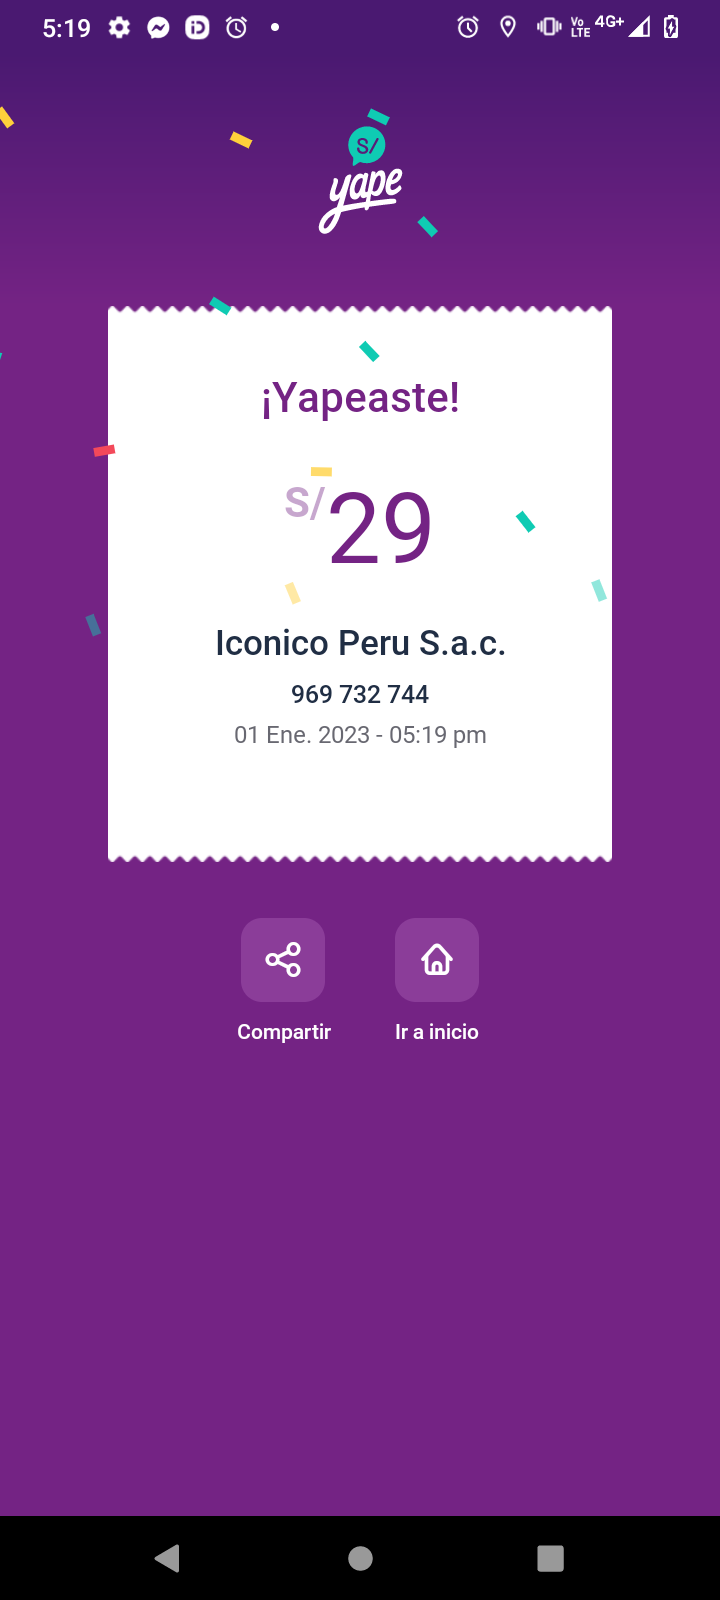 5:19
Vo LTE 4G+
S/
yape
¡Yapeaste!
S/ 29
Iconico Peru S.a.c.
969 732 744
01 Ene. 2023 - 05:19 pm
Compartir Ir a inicio